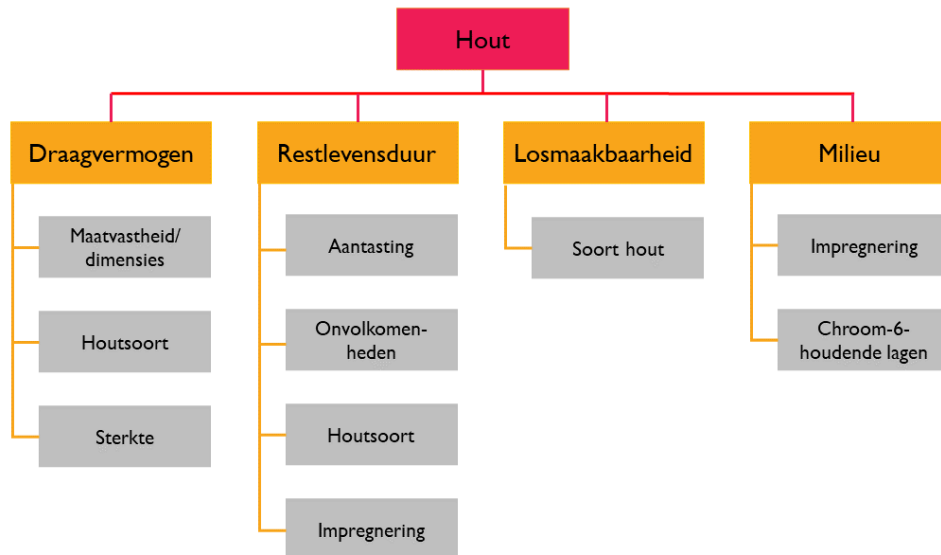 Hout
Draagvermogen
Maatvastheid/
dimensies
Houtsoort
Sterkte
Restlevensduur
Aantasting
Onvolkomen-
heden
Houtsoort
Impregnering
Losmaakbaarheid
Soort hout
Milieu
Impregnering
Chroom-6-
houdende lagen